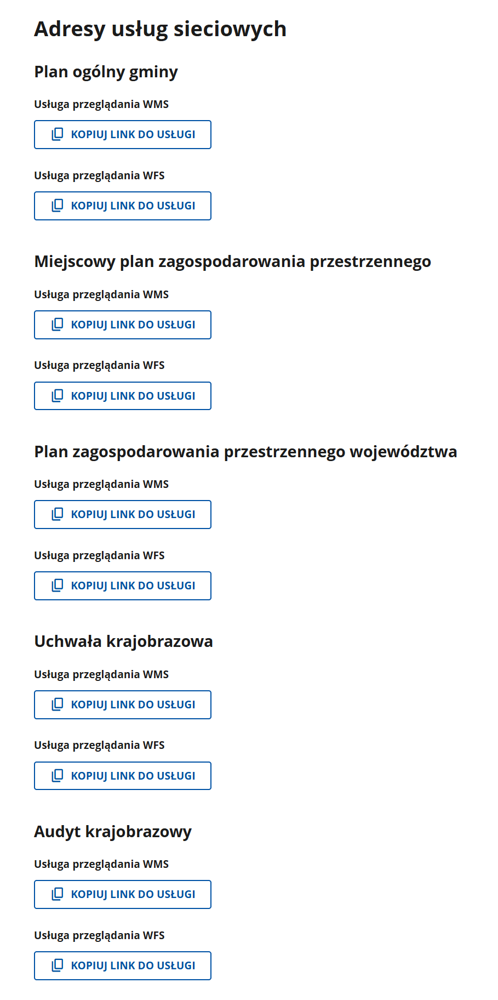 Adresy usług sieciowych
Plan ogólny gminy
Usługa przeglądania WMS
KOPIUJ LINK DO USŁUGI
Usługa przeglądania WFS
KOPIUJ LINK DO USŁUGI
Miejscowy plan zagospodarowania przestrzennego
Usługa przeglądania WMS
KOPIUJ LINK DO USŁUGI
Usługa przeglądania WFS
KOPIUJ LINK DO USŁUGI
Plan zagospodarowania przestrzennego województwa
Usługa przeglądania WMS
KOPIUJ LINK DO USŁUGI
Usługa przeglądania WFS
KOPIUJ LINK DO USŁUGI
Uchwała krajobrazowa
Usługa przeglądania WMS
KOPIUJ LINK DO USŁUGI
Usługa przeglądania WFS
KOPIUJ LINK DO USŁUGI
Audyt krajobrazowy
Usługa przeglądania WMS
KOPIUJ LINK DO USŁUGI
Usługa przeglądania WFS
KOPIUJ LINK DO USŁUGI